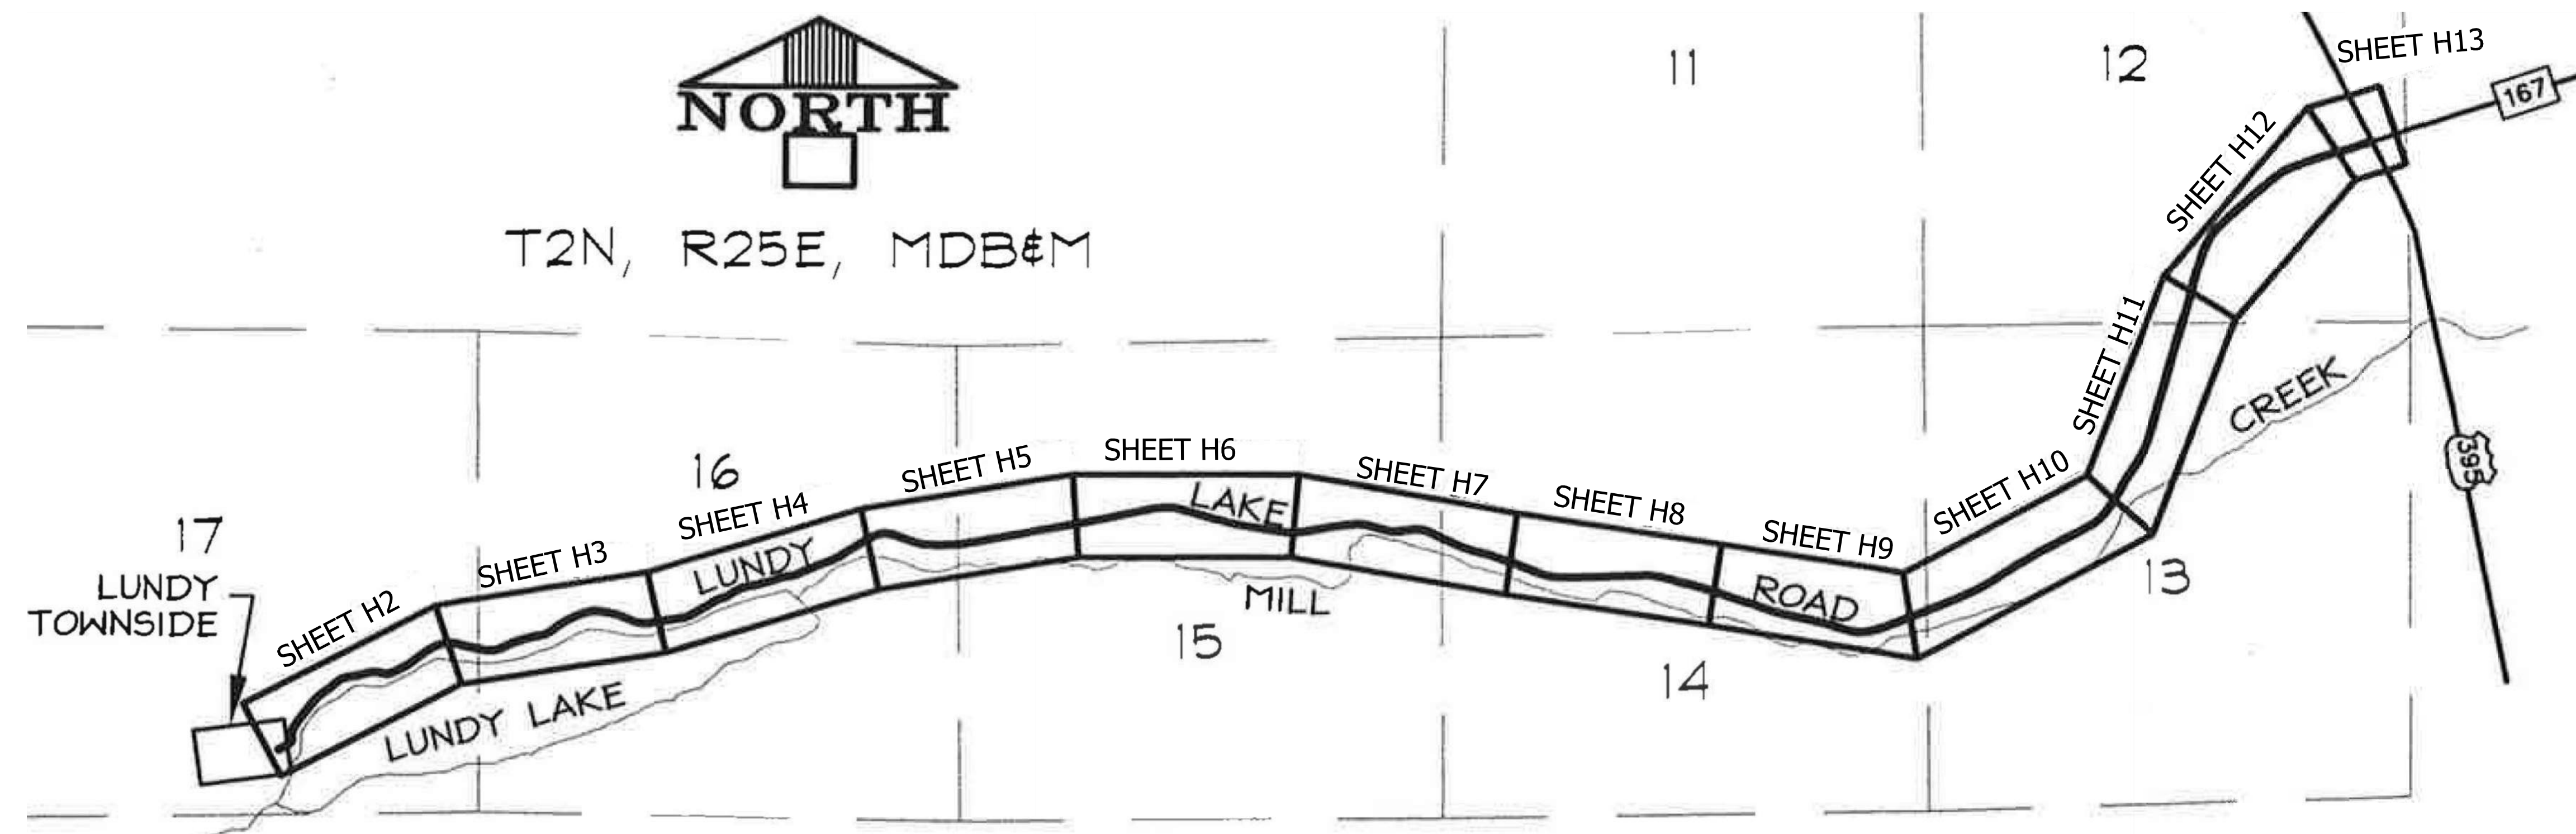 SHEET H13
11
12
167
NORTH
SHEET H12
T2N, R25E, MDB&M
SHEET H11
CREEK
16
SHEET H6
SHEET H5
SHEET H7
SHEET H10
395
17
SHEET H4
LAKE
SHEET H8
SHEET H9
LUNDY
TOWNSIDE
SHEET H3
LUNDY
ROAD
13
SHEET H2
MILL
15
14
LUNDY LAKE